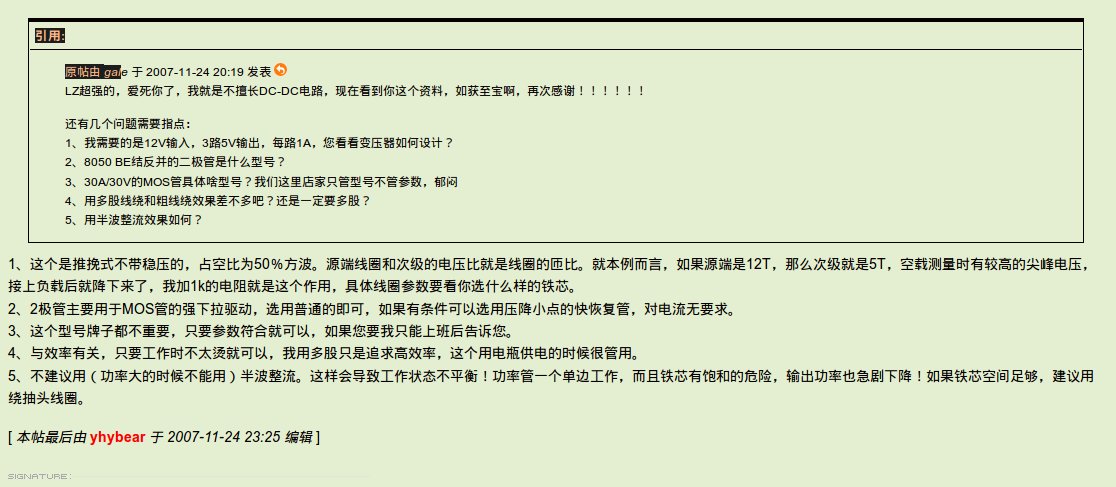 引用:
原帖由 gale 于 2007-11-24 20:19 发表
LZ超强的，爱死你了，我就是不擅长DC-DC电路，现在看到你这个资料，如获至宝啊，再次感谢！！！！！！
还有几个问题需要指点：
1、我需要的是12V输入，3路5V输出，每路1A，您看看变压器如何设计？
2、8050 BE结反并的二极管是什么型号？
3、30A/30V的MOS管具体啥型号？我们这里店家只管型号不管参数，郁闷
4、用多股线绕和粗线绕效果差不多吧？还是一定要多股？
5、用半波整流效果如何？
1、这个是推挽式不带稳压的，占空比为50％方波。源端线圈和次级的电压比就是线圈的匝比。就本例而言，如果源端是12T，那么次级就是5T，空载测量时有较高的尖峰电压，
接上负载后就降下来了，我加1k的电阻就是这个作用，具体线圈参数要看你选什么样的铁芯。
2、2极管主要用于MOS管的强下拉驱动，选用普通的即可，如果有条件可以选用压降小点的快恢复管，对电流无要求。
3、这个型号牌子都不重要，只要参数符合就可以，如果您要我只能上班后告诉您。
4、与效率有关，只要工作时不太烫就可以，我用多股只是追求高效率，这个用电瓶供电的时候很管用。
5、不建议用（功率大的时候不能用）半波整流。这样会导致工作状态不平衡！功率管一个单边工作，而且铁芯有饱和的危险，输出功率也急剧下降！如果铁芯空间足够，建议用
绕抽头线圈。
[ 本帖最后由 yhybear 于 2007-11-24 23:25 编辑 ]
SIGNATURE: